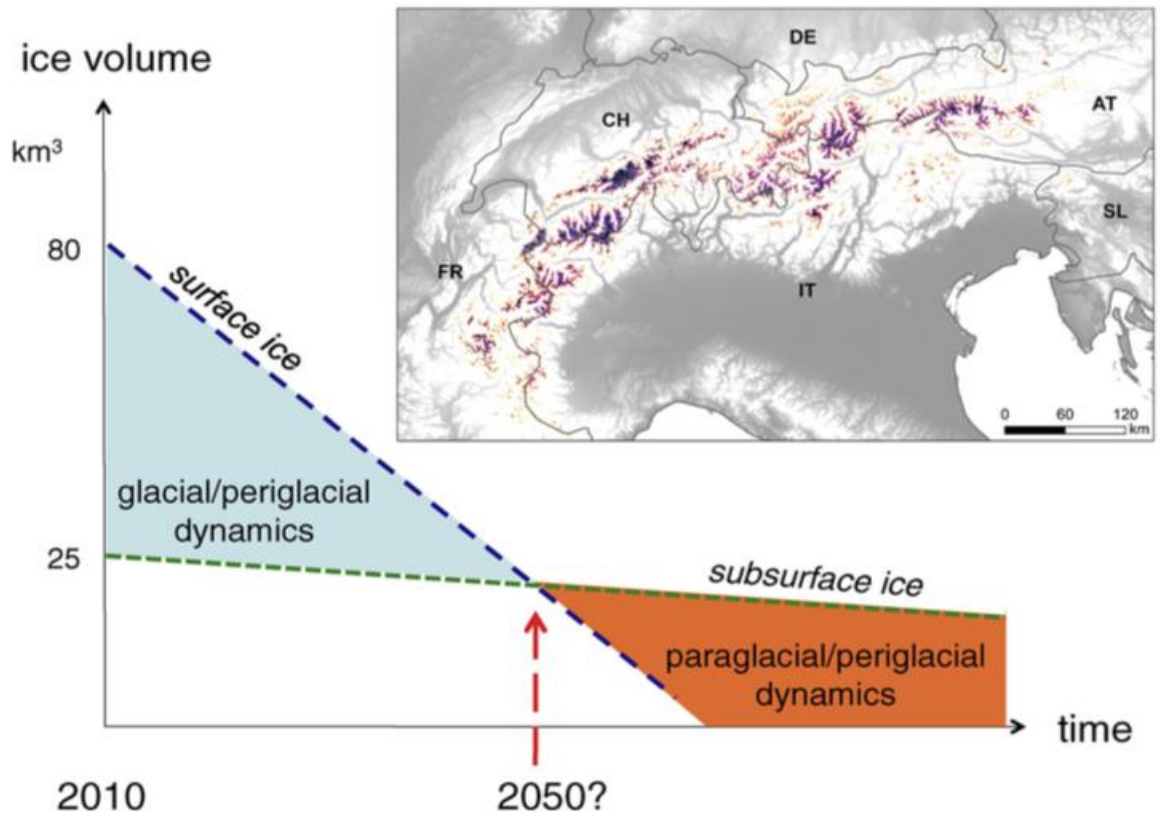 ice volume
km³
80
25
surface ice
glacial/periglacial
dynamics
subsurface ice
paraglacial/periglacial
dynamics
time
2010
2050?
DE
CH
AT
SL
FR
IT
0 60 120
km